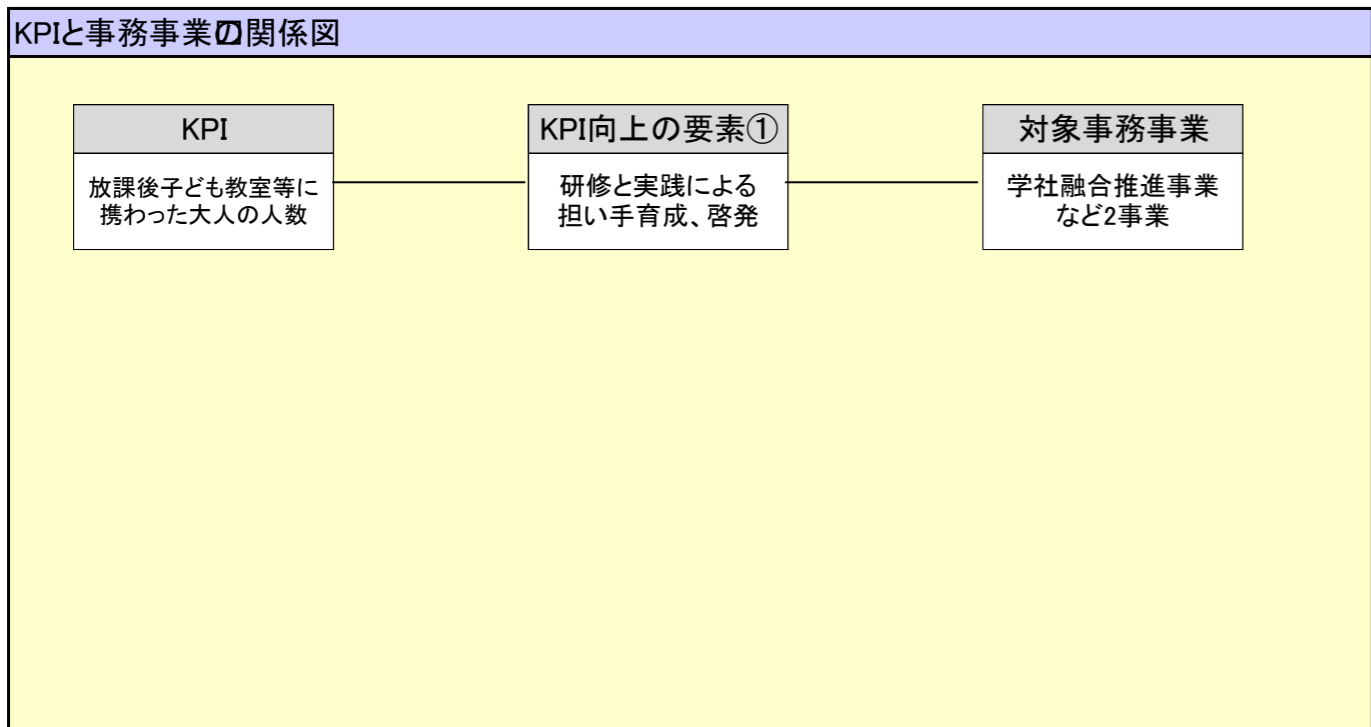 KPIと事務事業の関係図
KPI
放課後子ども教室等に
携わった大人の人数
KPI向上の要素①
研修と実践による
担い手育成、啓発
対象事務事業
学社融合推進事業
など2事業